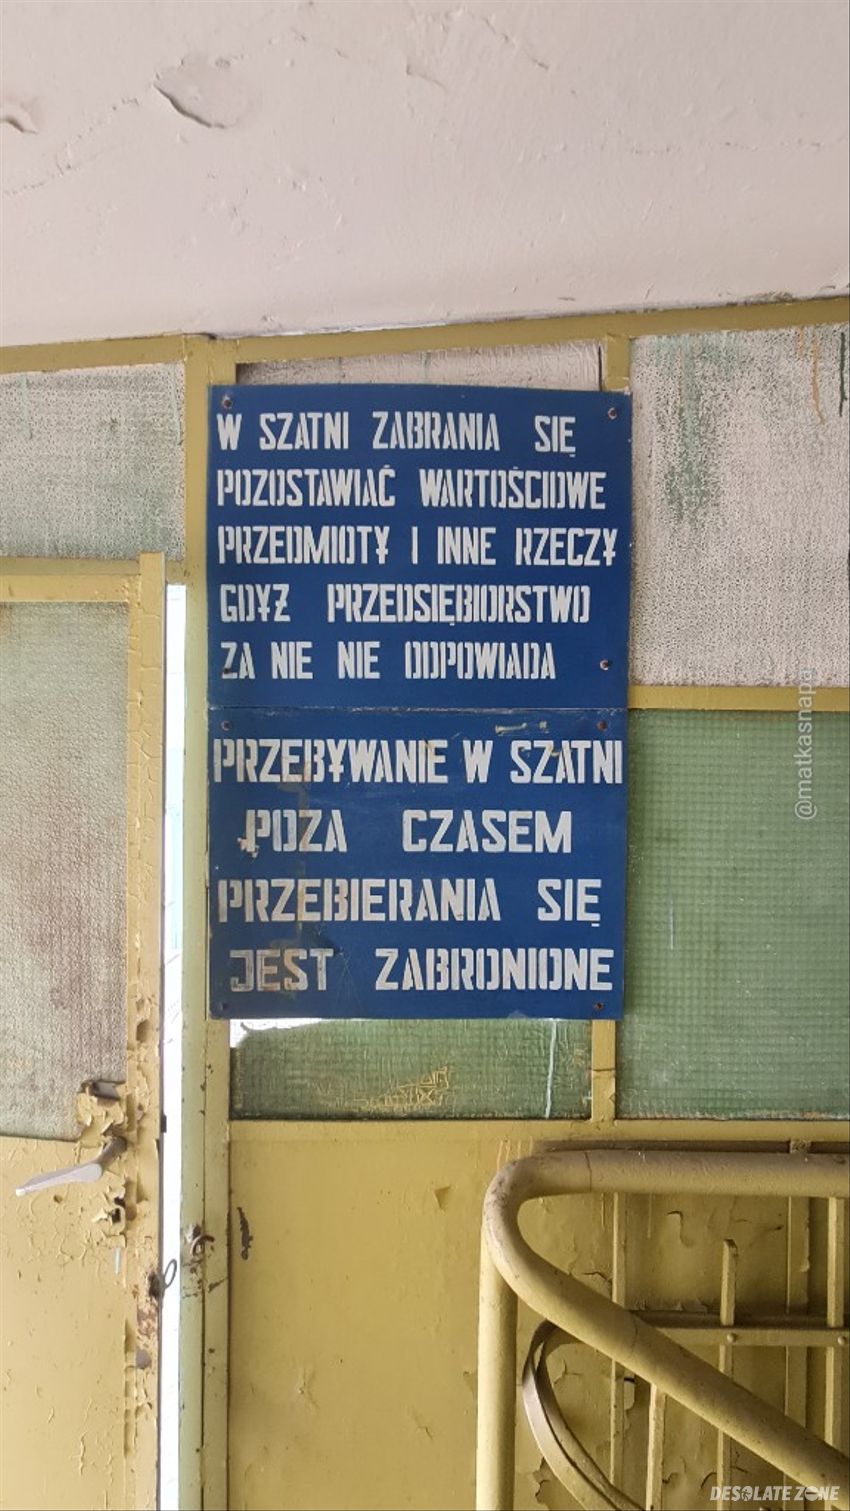 W SZATNI ZABRANIA SIĘ
POZOSTAWIAĆ WARTOŚCIOWE
PRZEDMIOTY I INNE RZECZY
GDYŻ PRZEDSIĘBIORSTWO
ZA NIE NIE ODPOWIADA
PRZEBYWANIE W SZATNI
POZA CZASEM
PRZEBIERANIA SIĘ
JEST ZABRONIONE
@matkasnapa
DESOLATE ZONE